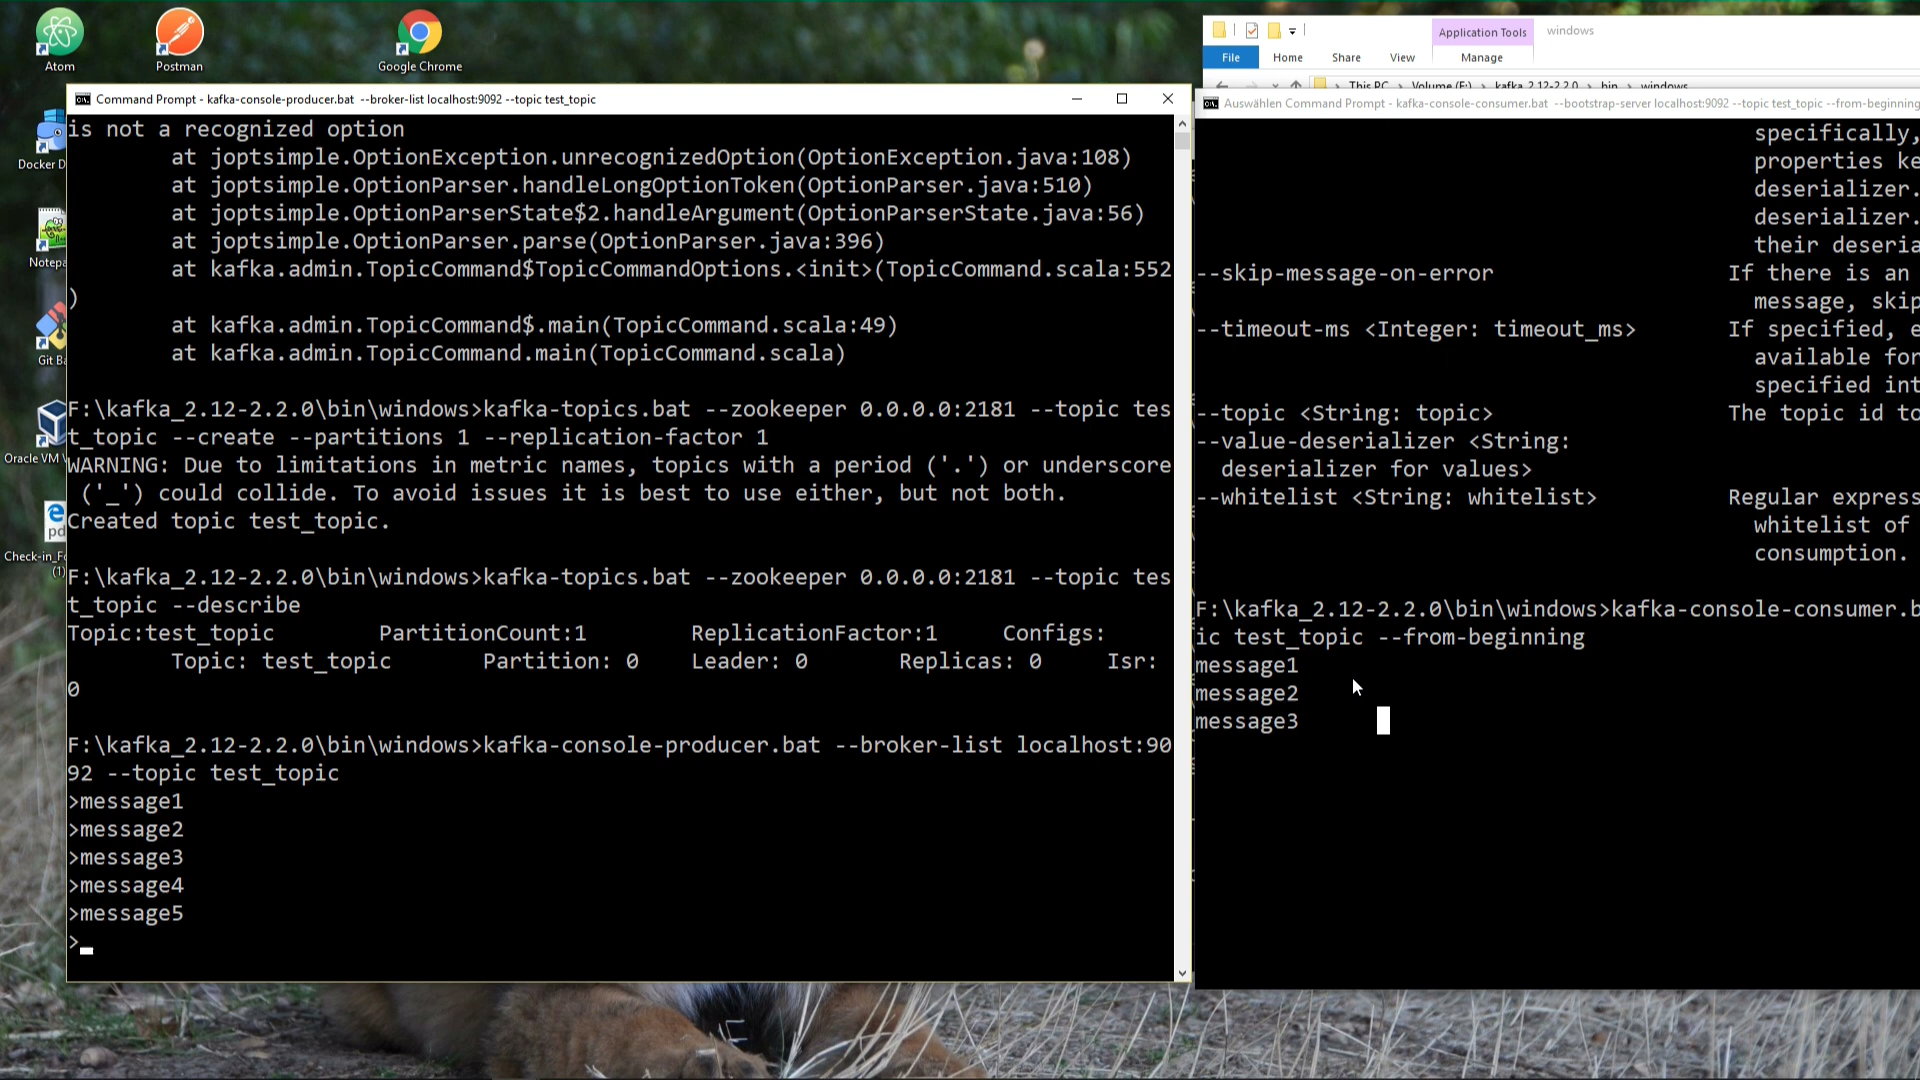 Atom
Postman
Google Chrome
Docker D
Notepa
Git Ba
Oracle VM
Check-in_Fo
(1)
Command Prompt - kafka-console-producer.bat --broker-list localhost:9092 --topic test_topic
is not a recognized option
at joptsimple.OptionException.unrecognizedOption(OptionException.java:108)
at joptsimple.OptionParser.handleLongOptionToken(OptionParser.java:510)
at joptsimple.OptionParserState$2.handleArgument(OptionParserState.java:56)
at joptsimple.OptionParser.parse(OptionParser.java:396)
at kafka.admin.TopicCommand$TopicCommandOptions.<init>(TopicCommand.scala:552
)
at kafka.admin.TopicCommand$.main(TopicCommand.scala:49)
at kafka.admin.TopicCommand.main(TopicCommand.scala)
F:\kafka_2.12-2.2.0\bin\windows>kafka-topics.bat --zookeeper 0.0.0.0:2181 --topic tes
t_topic --create --partitions 1 --replication-factor 1
WARNING: Due to limitations in metric names, topics with a period ('.') or underscore
('_') could collide. To avoid issues it is best to use either, but not both.
Created topic test_topic.
F:\kafka_2.12-2.2.0\bin\windows>kafka-topics.bat --zookeeper 0.0.0.0:2181 --topic tes
t_topic --describe
Topic:test_topic PartitionCount:1 ReplicationFactor:1 Configs:
Topic: test_topic Partition: 0 Leader: 0 Replicas: 0 Isr:
0
F:\kafka_2.12-2.2.0\bin\windows>kafka-console-producer.bat --broker-list localhost:90
92 --topic test_topic
>message1
>message2
>message3
>message4
>message5
>
Application Tools windows
File Home Share View Manage
This PC > Volume (F:) > kafka_2.12-2.2.0 > bin > windows
Auswählen Command Prompt - kafka-console-consumer.bat --bootstrap-server localhost:9092 --topic test_topic --from-beginning
specifically,
properties ke
deserializer.
deserializer.
their deseria
--skip-message-on-error If there is an
message, skip
--timeout-ms <Integer: timeout_ms> If specified, e
available for
specified int
--topic <String: topic> The topic id to
--value-deserializer <String:
deserializer for values>
--whitelist <String: whitelist> Regular express
whitelist of
consumption.
F:\kafka_2.12-2.2.0\bin\windows>kafka-console-consumer.b
ic test_topic --from-beginning
message1
message2
message3